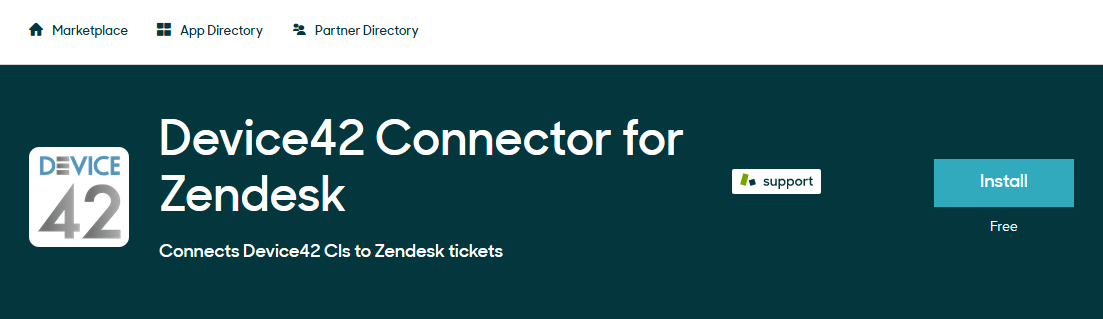 Marketplace App Directory Partner Directory
DEVICE
42
Device42 Connector for
Zendesk
Connects Device42 CIs to Zendesk tickets
support
Install
Free